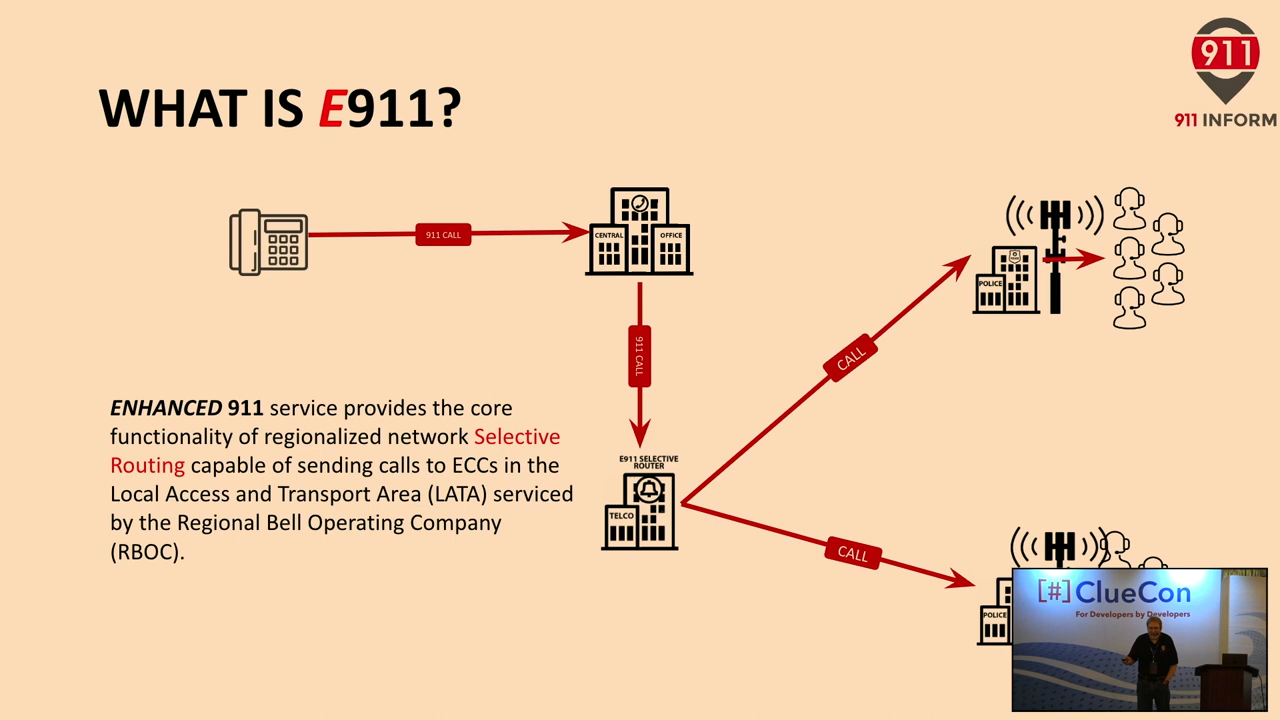 911
911 INFORM
WHAT IS E911?
911 CALL
CENTRAL
OFFICE
POLICE
911 CALL
CALL
ENHANCED 911 service provides the core
functionality of regionalized network Selective
Routing capable of sending calls to ECCs in the
Local Access and Transport Area (LATA) serviced
by the Regional Bell Operating Company
(RBOC).
E911 SELECTIVE
ROUTER
TELCO
CALL
POLICE
[#]ClueCon
For Developers by Developers